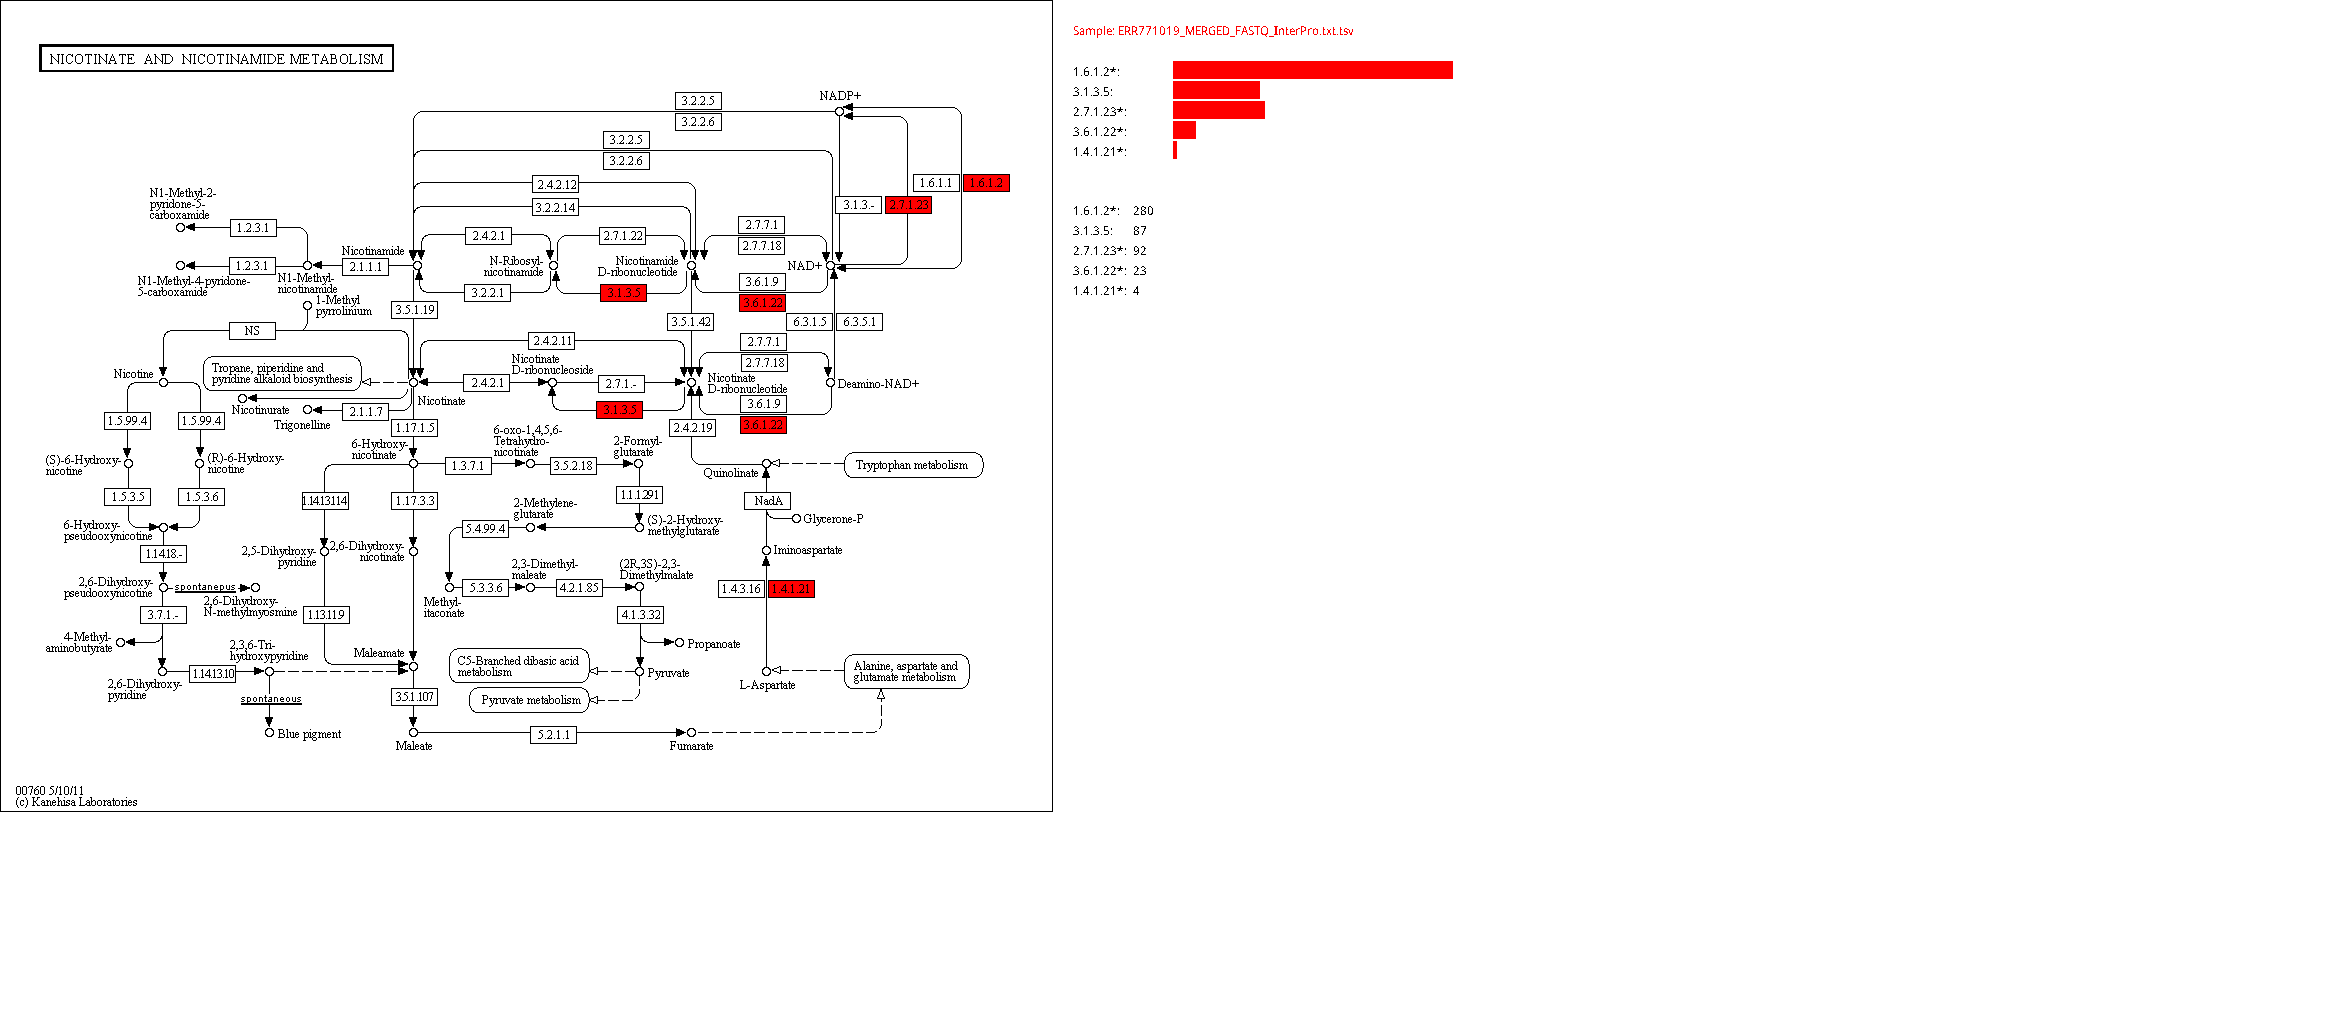 NICOTINATE AND NICOTINAMIDE METABOLISM
Sample: ERR771019_MERGED_FASTQ_InterPro.txt.tsv
1.6.1.2*:
3.1.3.5:
2.7.1.23*:
3.6.1.22*:
1.4.1.21*:
1.6.1.2*: 280
3.1.3.5: 87
2.7.1.23*: 92
3.6.1.22*: 23
1.4.1.21*: 4
NADP+
3.2.2.5
3.2.2.6
3.2.2.5
3.2.2.6
2.4.2.12
3.2.2.14
1.6.1.1
1.6.1.2
3.1.3.-
2.7.1.23
N1-Methyl-2-
pyridone-5-
carboxamide
1.2.3.1
2.4.2.1
2.7.1.22
2.7.7.1
2.7.7.18
Nicotinamide
1.2.3.1
2.1.1.1
N-Ribosyl-
nicotinamide
Nicotinamide
D-ribonucleotide
NAD+
N1-Methyl-4-pyridone-
5-carboxamide
N1-Methyl-
nicotinamide
3.2.2.1
3.1.3.5
3.6.1.9
3.6.1.22
1-Methyl
pyrrolinium
3.5.1.19
3.5.1.42
6.3.1.5
6.3.5.1
NS
2.4.2.11
2.7.7.1
2.7.7.18
Nicotine
Tropane, piperidine and
pyridine alkaloid biosynthesis
Nicotinate
D-ribonucleoside
2.4.2.1
2.7.1.-
Nicotinate
D-ribonucleotide
Deamino-NAD+
Nicotinurate
Nicotinate
2.1.1.7
Trigonelline
3.1.3.5
3.6.1.9
3.6.1.22
1.5.99.4
1.5.99.4
1.17.1.5
2.4.2.19
(S)-6-Hydroxy-
nicotine
(R)-6-Hydroxy-
nicotine
6-Hydroxy-
nicotinate
6-oxo-1,4,5,6-
Tetrahydro-
nicotinate
2-Formyl-
glutarate
1.3.7.1
3.5.2.18
Quinolinate
Tryptophan metabolism
1.5.3.5
1.5.3.6
1.14.13.114
1.17.3.3
1.1.1.291
NadA
Glycerone-P
6-Hydroxy-
pseudooxynicotine
2-Methylene-
glutarate
5.4.99.4
(S)-2-Hydroxy-
methylglutarate
1.14.18.-
2,5-Dihydroxy-
pyridine
2,6-Dihydroxy-
nicotinate
Iminoaspartate
2,6-Dihydroxy-
pseudooxynicotine
spontanepus
2,6-Dihydroxy-
N-methylmyosmine
2,3-Dimethyl-
maleate
(2R,3S)-2,3-
Dimethylmalate
5.3.3.6
4.2.1.85
Methyl-
itaconate
1.4.3.16
1.4.1.21
3.7.1.-
1.13.11.9
4.1.3.32
4-Methyl-
aminobutyrate
2,3,6-Tri-
hydroxypyridine
Maleamate
Propanoate
1.14.13.10
2,6-Dihydroxy-
pyridine
C5-Branched dibasic acid
metabolism
Pyruvate
L-Aspartate
Alanine, aspartate and
glutamate metabolism
spontaneous
3.5.1.107
Pyruvate metabolism
Blue pigment
Maleate
5.2.1.1
Fumarate
00760 5/10/11
(c) Kanehisa Laboratories